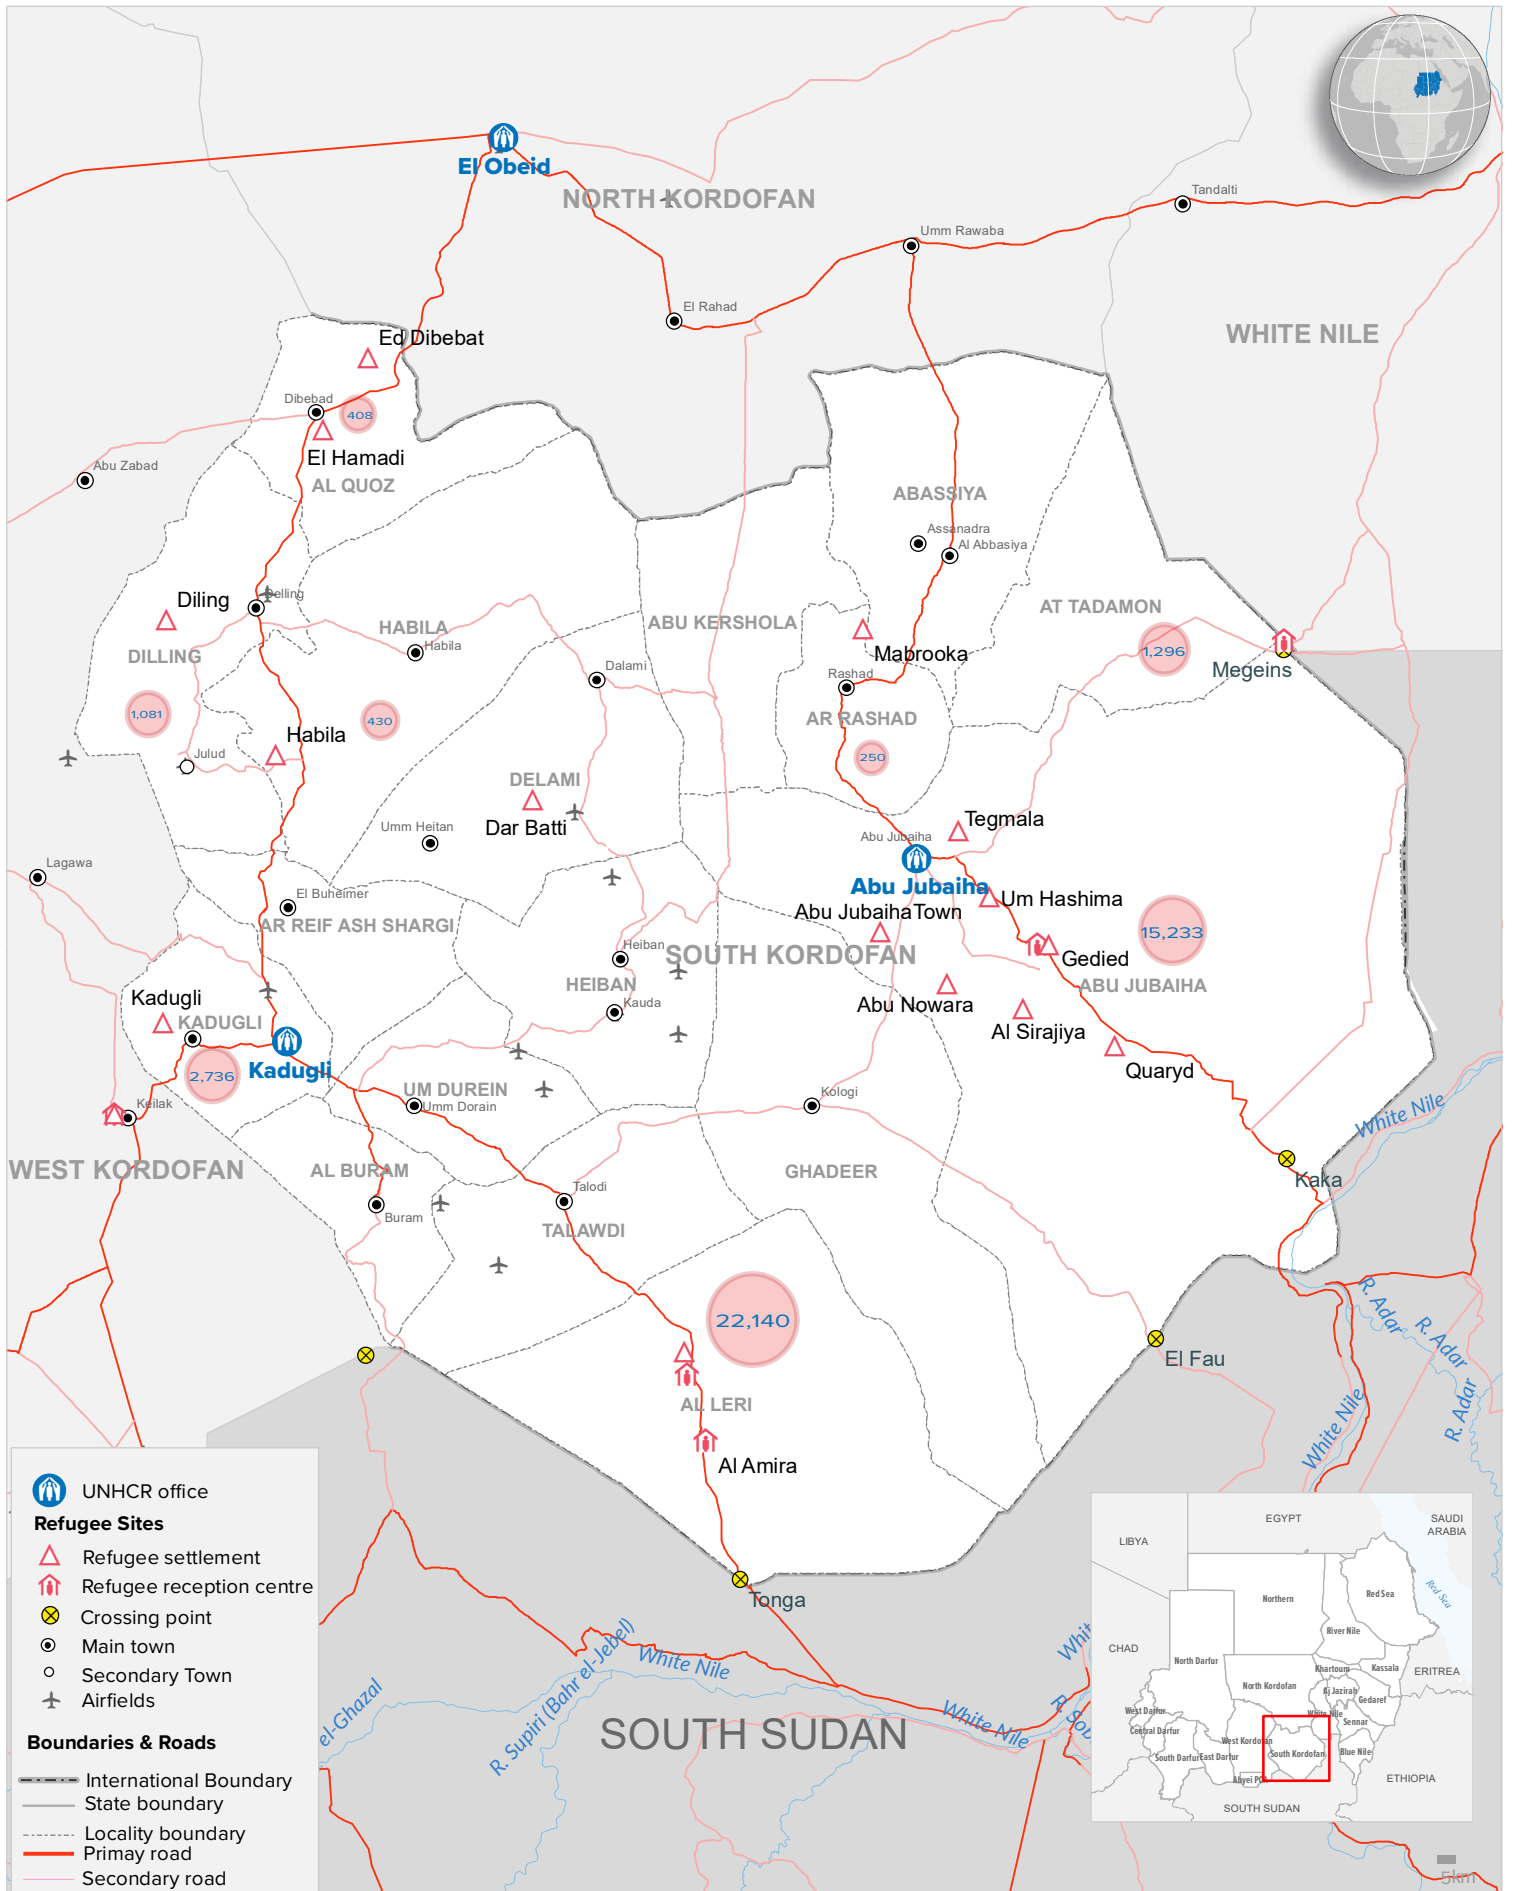 El Obeid
NORTH KORDOFAN
Tandalti
Umm Rawaba
El Rahad
WHITE NILE
Ed Dibebat
Dibebad
408
El Hamadi
AL QUOZ
Abu Zabad
ABASSIYA
Assanadra
Al Abbasiya
Diling
Delling
DILLING
HABILA
Habila
ABU KERSHOLA
AT TADAMON
Mabrooka
1,296
Megeins
Dalami
Rashad
AR RASHAD
1,081
430
Habila
Julud
250
DELAMI
Dar Batti
Umm Heitan
Tegmala
Abu Jubaiha
Abu Jubaiha
Lagawa
El Buheimer
AR REIF ASH SHARGI
Um Hashima
Abu Jubaiha Town
15,233
Heiban
SOUTH KORDOFAN
Gedied
HEIBAN
ABU JUBAIHA
Kauda
Abu Nowara
Al Sirajiya
Kadugli
KADUGLI
2,736
Kadugli
Quaryd
UM DUREIN
Umm Dorain
Kologi
Keilak
White Nile
WEST KORDOFAN
AL BURAM
GHADEER
Kaka
Talodi
Buram
TALAWDI
22,140
R. Adar
R. Adar
El Fau
R. Adar
White Nile
AL LERI
Al Amira
Tonga
White Nile
R. Supiri (Bahr el-Jebel)
el-Ghazal
SOUTH SUDAN
White Nile
Whit
R. Sob
UNHCR office
Refugee Sites
Refugee settlement
Refugee reception centre
Crossing point
Main town
Secondary Town
Airfields
Boundaries & Roads
International Boundary
State boundary
Locality boundary
Primay road
Secondary road
EGYPT
SAUDI
ARABIA
LIBYA
Red Sea
Northern
Red Sea
River Nile
CHAD
North Darfur
Khartoum
Kassala
ERITREA
North Kordofan
Aj Jazirah
Gedaref
West Darfur
White Nile
Sennar
Central Darfur
West Kordofan
South Kordofan
Blue Nile
South Darfur
East Darfur
Abyei PCA
ETHIOPIA
SOUTH SUDAN
5km